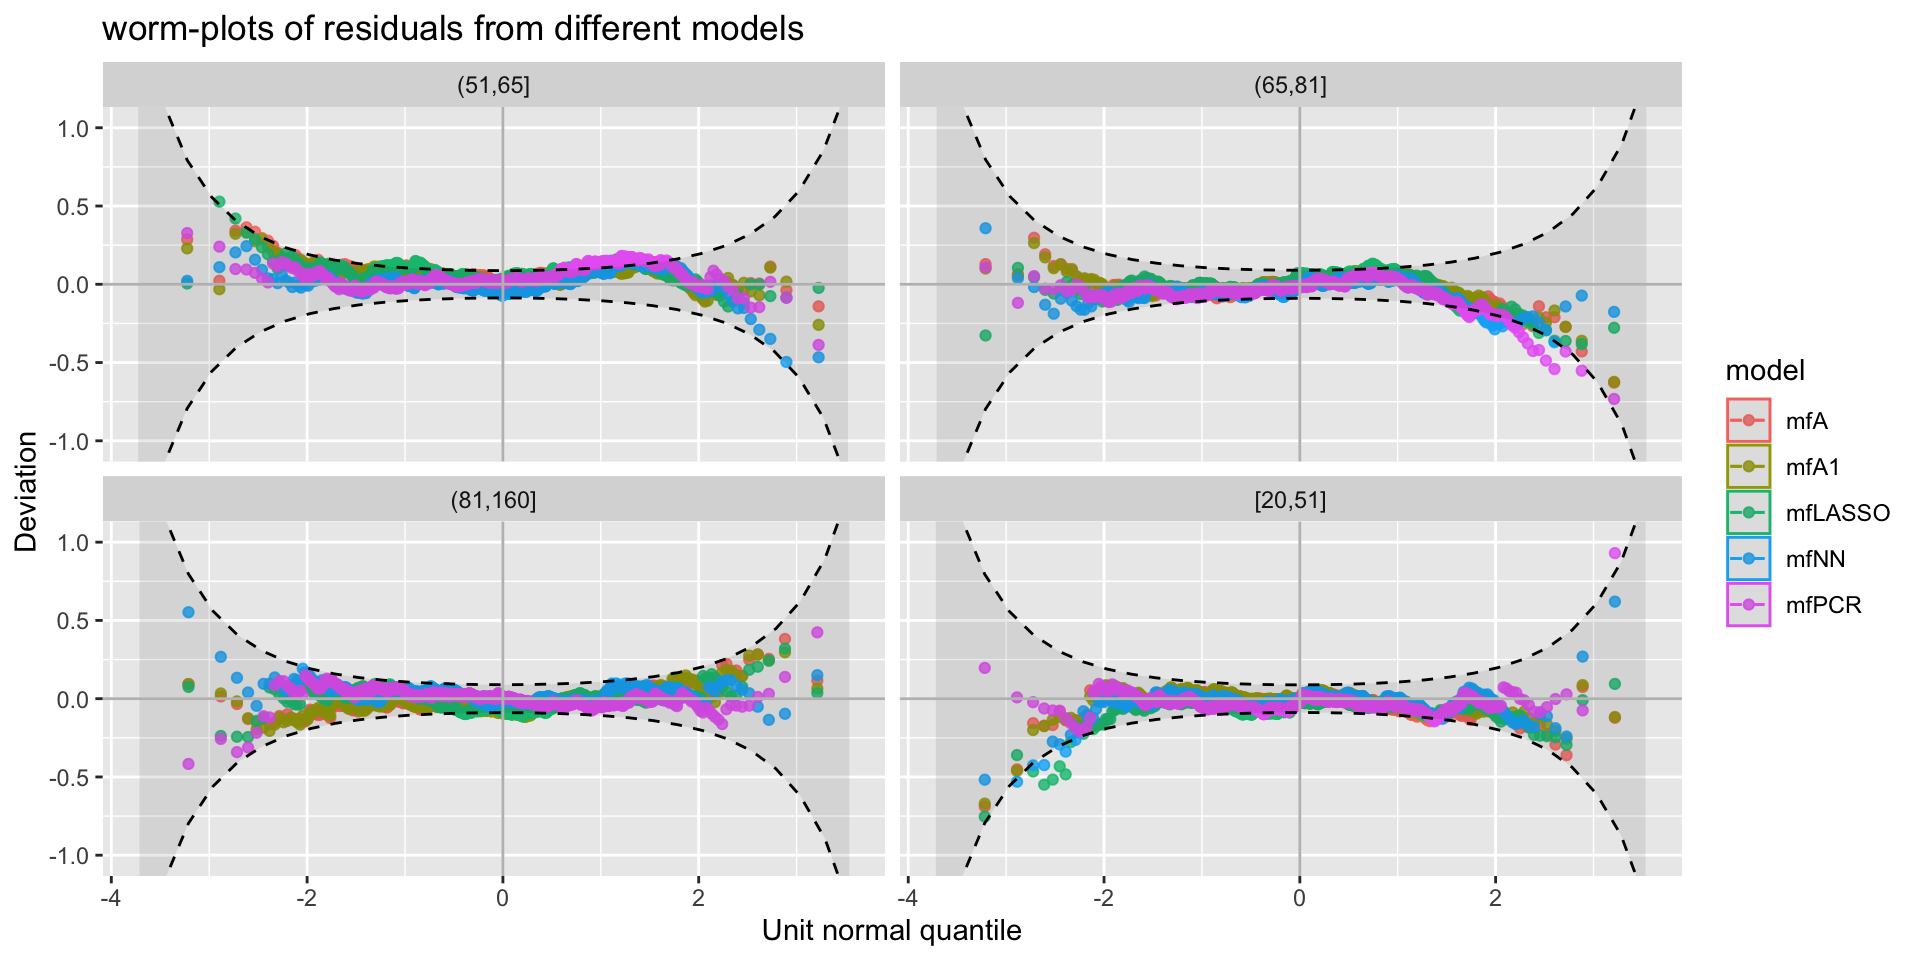 worm-plots of residuals from different models
(51,65]
(65,81]
1.0
0.5
0.0
-0.5
-1.0
(81,160]
[20,51]
1.0
0.5
0.0
-0.5
-1.0
-4
-2
0
2
-4
-2
0
2
Unit normal quantile
Deviation
model
mfA
mfA1
mfLASSO
mfNN
mfPCR